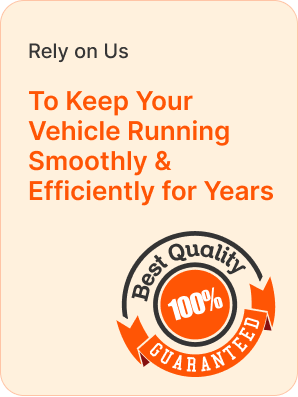 Rely on Us
To Keep Your
Vehicle Running
Smoothly &
Efficiently for Years
Best Quality
100%
GUARANTEED